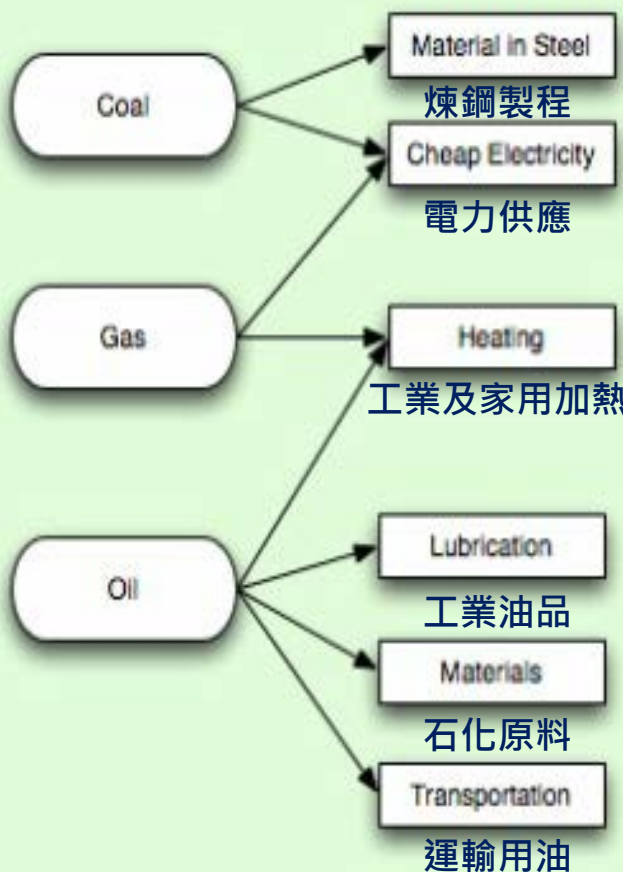 Coal
Material in Steel
煉鋼製程
Cheap Electricity
電力供應
Gas
Heating
工業及家用加熱
Oil
Lubrication
工業油品
Materials
石化原料
Transportation
運輸用油